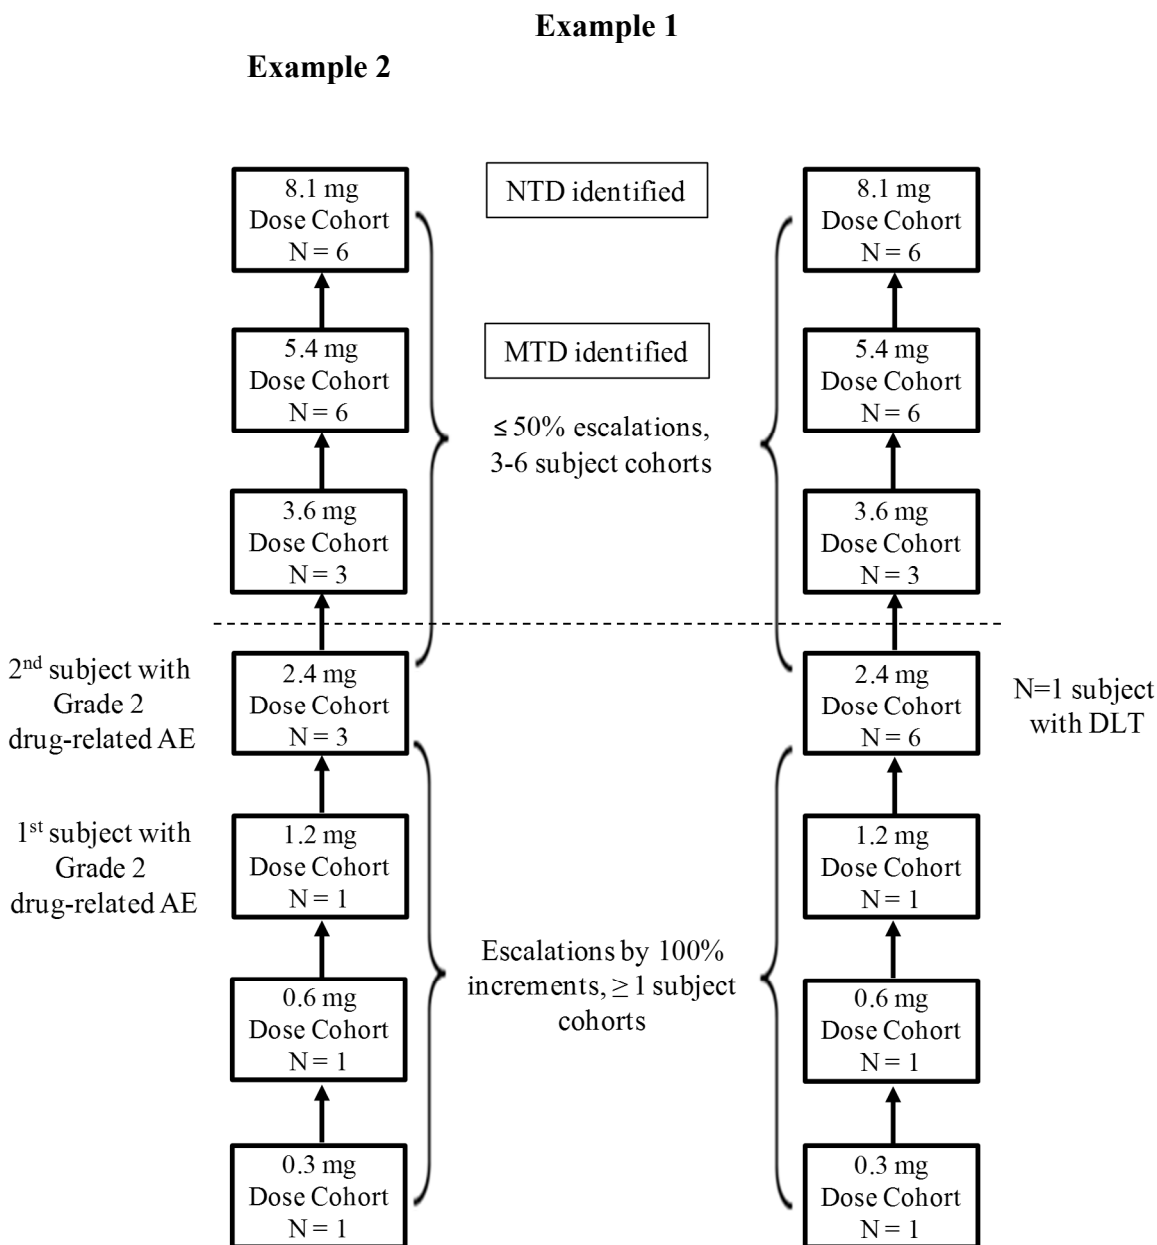 Example 1
Example 2
8.1 mg
Dose Cohort
N = 6
5.4 mg
Dose Cohort
N = 6
3.6 mg
Dose Cohort
N = 3
2nd subject with
Grade 2
drug-related AE
2.4 mg
Dose Cohort
N = 3
1st subject with
Grade 2
drug-related AE
1.2 mg
Dose Cohort
N = 1
0.6 mg
Dose Cohort
N = 1
0.3 mg
Dose Cohort
N = 1
NTD identified
MTD identified
≤ 50% escalations,
3-6 subject cohorts
Escalations by 100%
increments, ≥ 1 subject
cohorts
8.1 mg
Dose Cohort
N = 6
5.4 mg
Dose Cohort
N = 6
3.6 mg
Dose Cohort
N = 3
2.4 mg
Dose Cohort
N = 6
N=1 subject
with DLT
1.2 mg
Dose Cohort
N = 1
0.6 mg
Dose Cohort
N = 1
0.3 mg
Dose Cohort
N = 1